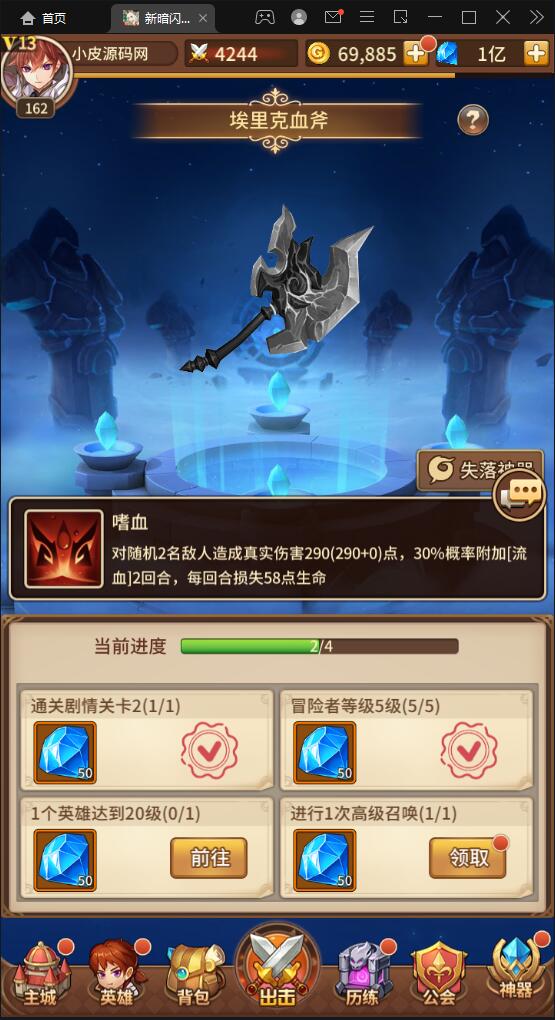 首页
新暗闪...
V13
小皮源码网
4244
69,885
1亿
162
埃里克血斧
?
失落神器
嗜血
对随机2名敌人造成真实伤害290(290+0)点，30%概率附加[流
血]2回合，每回合损失58点生命
当前进度
2/4
通关剧情关卡2(1/1)
冒险者等级5级(5/5)
50
50
1个英雄达到20级(0/1)
进行1次高级召唤(1/1)
50
前往
50
领取
主城
英雄
背包
出击
历练
公会
神器